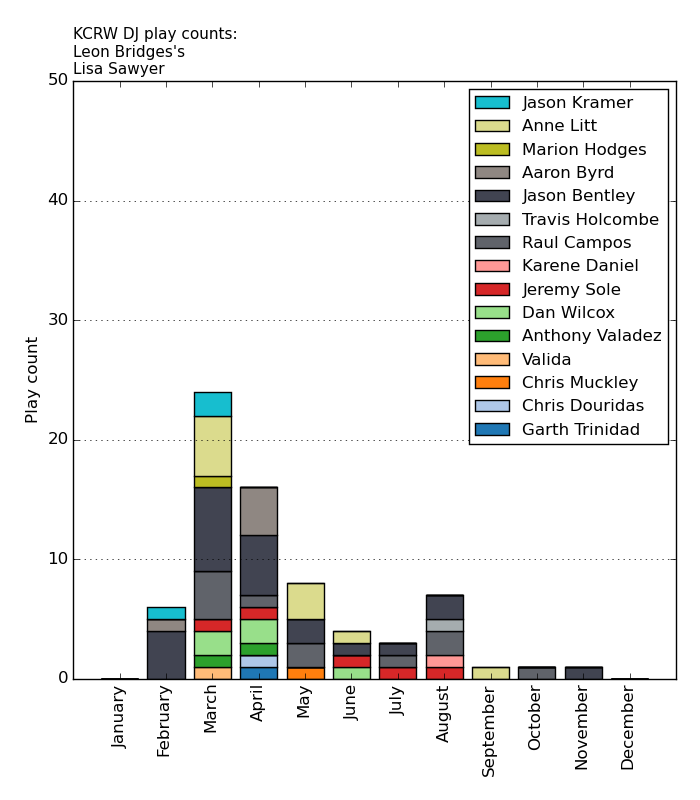 KCRW DJ play counts:
Leon Bridges's
Lisa Sawyer
50
40
30
20
10
0
Play count
Jason Kramer
Anne Litt
Marion Hodges
Aaron Byrd
Jason Bentley
Travis Holcombe
Raul Campos
Karene Daniel
Jeremy Sole
Dan Wilcox
Anthony Valadez
Valida
Chris Muckley
Chris Douridas
Garth Trinidad
January
February
March
April
May
June
July
August
September
October
November
December